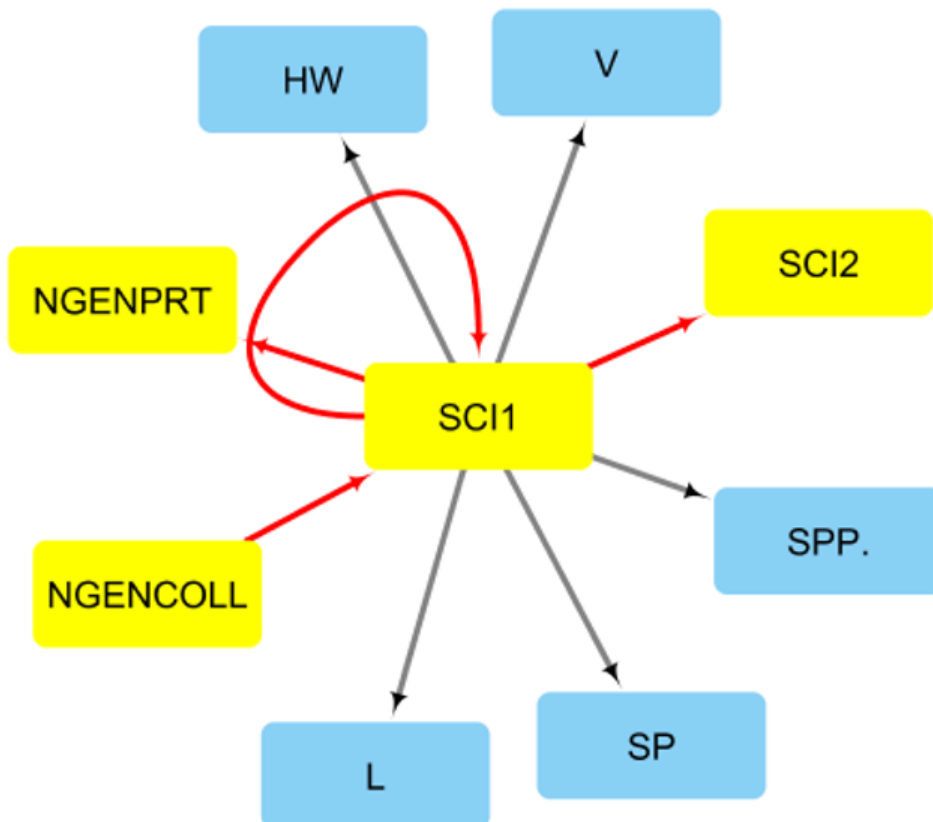 HW
V
SCI2
NGENPRT
SCI1
SPP.
NGENCOLL
SP
L